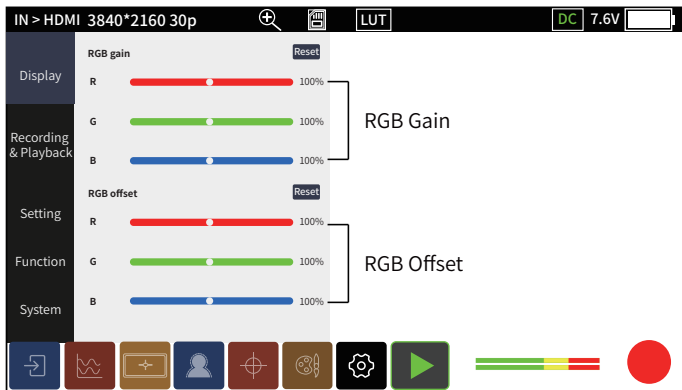 IN > HDMI 3840*2160 30p LUT DC 7.6V
Display
RGB gain Reset
R 100%
G 100%
B 100%
RGB Gain
Recording
& Playback
RGB offset Reset
R 100%
G 100%
B 100%
RGB Offset
Setting
Function
System